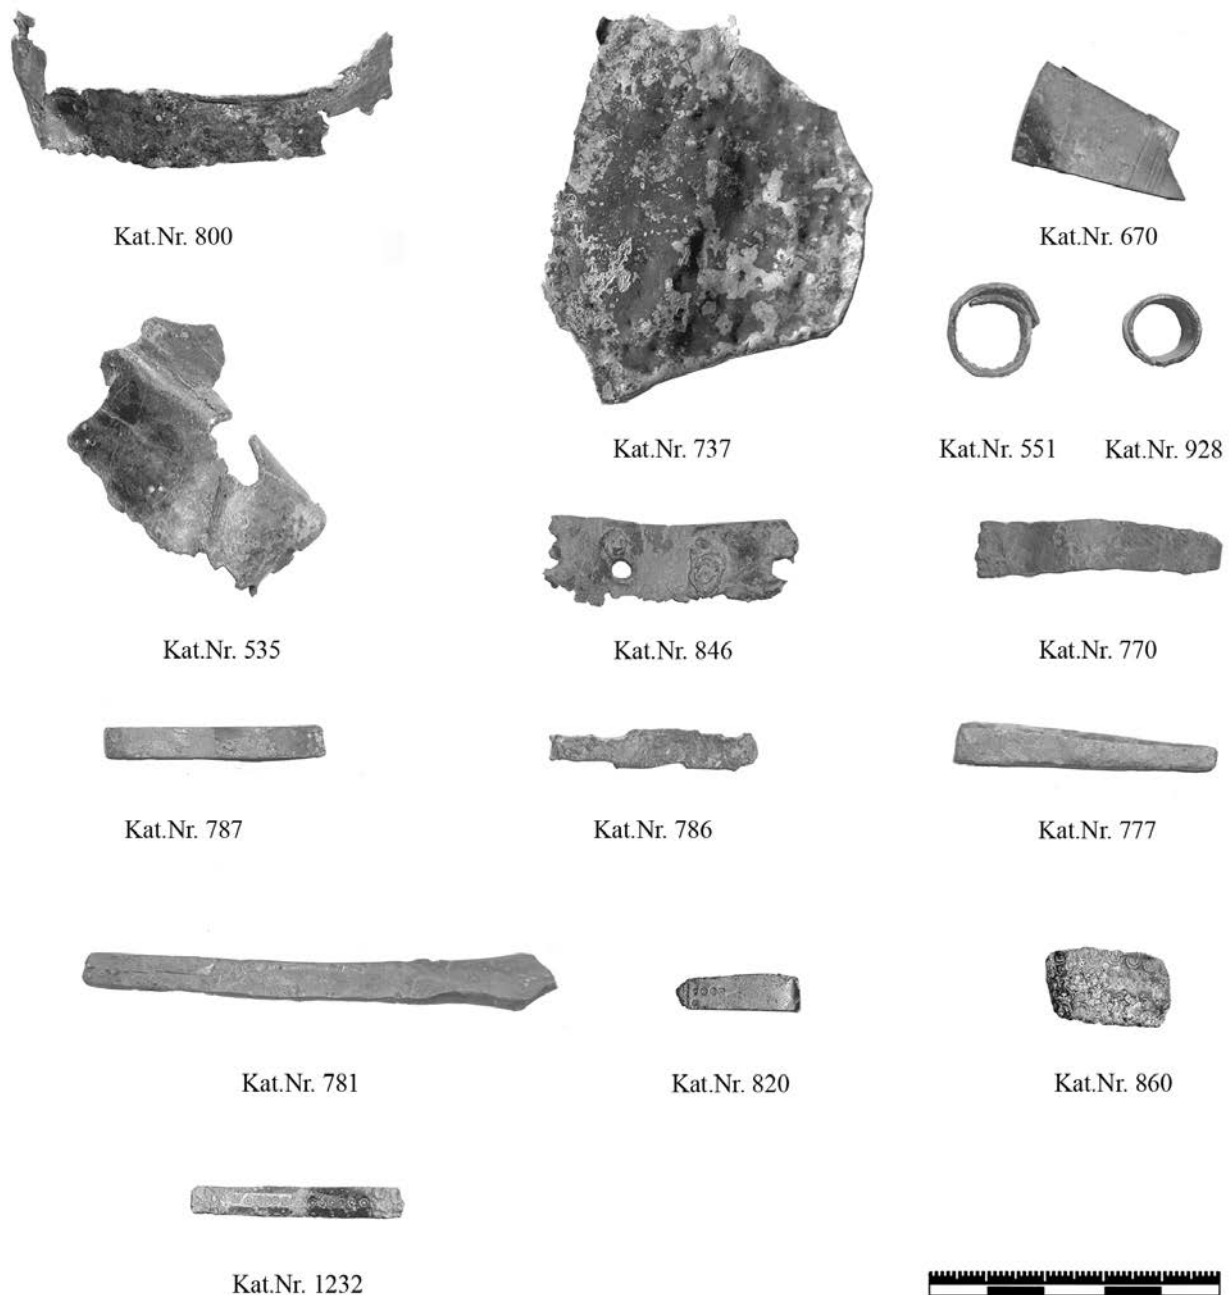 Kat.Nr. 800
Kat.Nr. 737
Kat.Nr. 670
Kat.Nr. 551
Kat.Nr. 928
Kat.Nr. 535
Kat.Nr. 846
Kat.Nr. 770
Kat.Nr. 787
Kat.Nr. 786
Kat.Nr. 777
Kat.Nr. 781
Kat.Nr. 820
Kat.Nr. 860
Kat.Nr. 1232